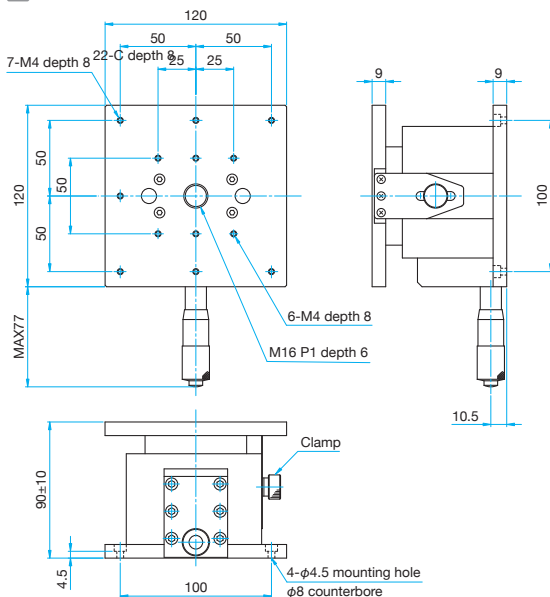 120
50
50
22-C depth 8
7-M4 depth 8
25
25
9
9
50
50
120
50
100
6-M4 depth 8
MAX77
M16 P1 depth 6
10.5
Clamp
90±10
4.5
100
4-φ4.5 mounting hole
φ8 counterbore